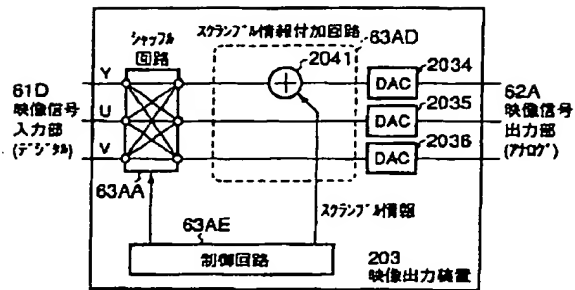 シャッフル
回路
スクランブル情報付加回路
63AD
2041
Y
U
V
61D
映像信号
入力部
(デジタル)
DAC
2034
DAC
2035
DAC
2036
62A
映像信号
出力部
(アナログ)
63AA
スクランブル情報
63AE
制御回路
203
映像出力装置